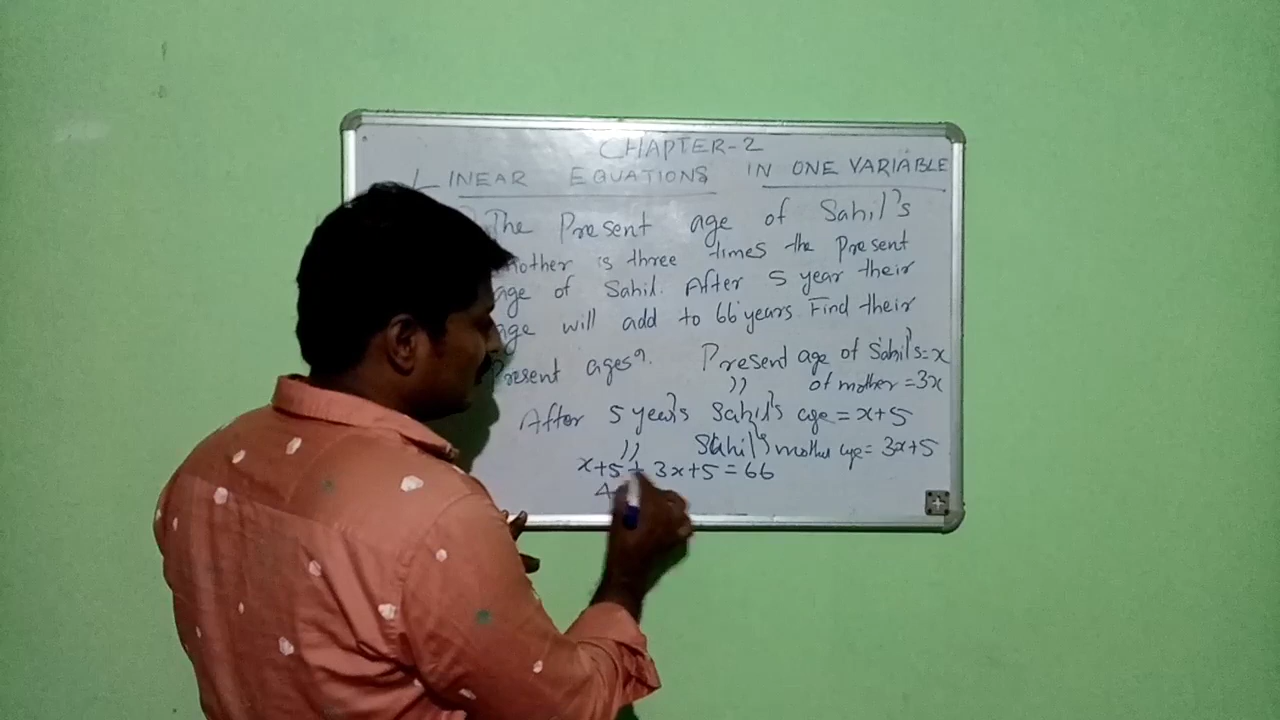 CHAPTER-2
LINEAR EQUATIONS IN ONE VARIABLE
The Present age of Sahil's
mother is three times the Present
age of Sahil. After 5 year their
age will add to 66 years Find their
Present ages?. Present age of Sahil's=x
)) of mother =3x
After 5 years Sahil's age =x+5
)) Sahil's mother age= 3x+5
x+5 + 3x+5=66
4